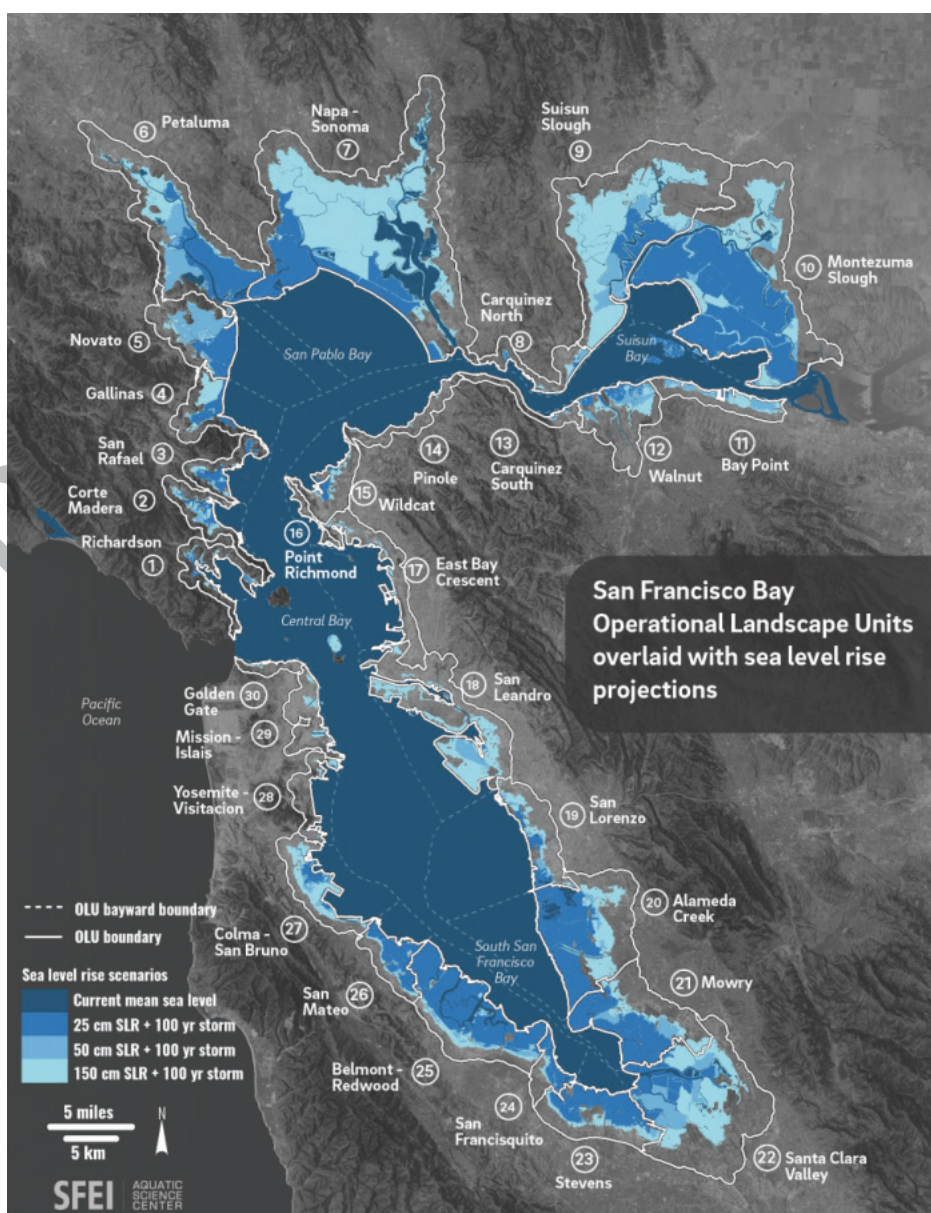 6
Petaluma
Napa -
Sonoma
7
Suisun
Slough
9
10
Montezuma
Slough
Carquinez
North
8
San Pablo Bay
Suisun
Bay
Novato
5
Gallinas
4
San
Rafael
3
Corte
Madera
2
Richardson
1
14
Pinole
13
Carquinez
South
12
Walnut
11
Bay Point
15
Wildcat
16
Point
Richmond
17
East Bay
Crescent
Central Bay
San Francisco Bay
Operational Landscape Units
overlaid with sea level rise
projections
Pacific
Ocean
30
Golden
Gate
29
Mission -
Islais
Yosemite -
Visitacion
28
18
San
Leandro
19
San
Lorenzo
20
Alameda
Creek
21
Mowry
South San
Francisco
Bay
27
Colma -
San Bruno
San
Mateo
26
Belmont -
Redwood
25
24
San
Francisquito
23
Stevens
22
Santa Clara
Valley
OLU bayward boundary
OLU boundary
Sea level rise scenarios
Current mean sea level
25 cm SLR + 100 yr storm
50 cm SLR + 100 yr storm
150 cm SLR + 100 yr storm
5 miles
5 km
N
SFEI
AQUATIC
SCIENCE
CENTER